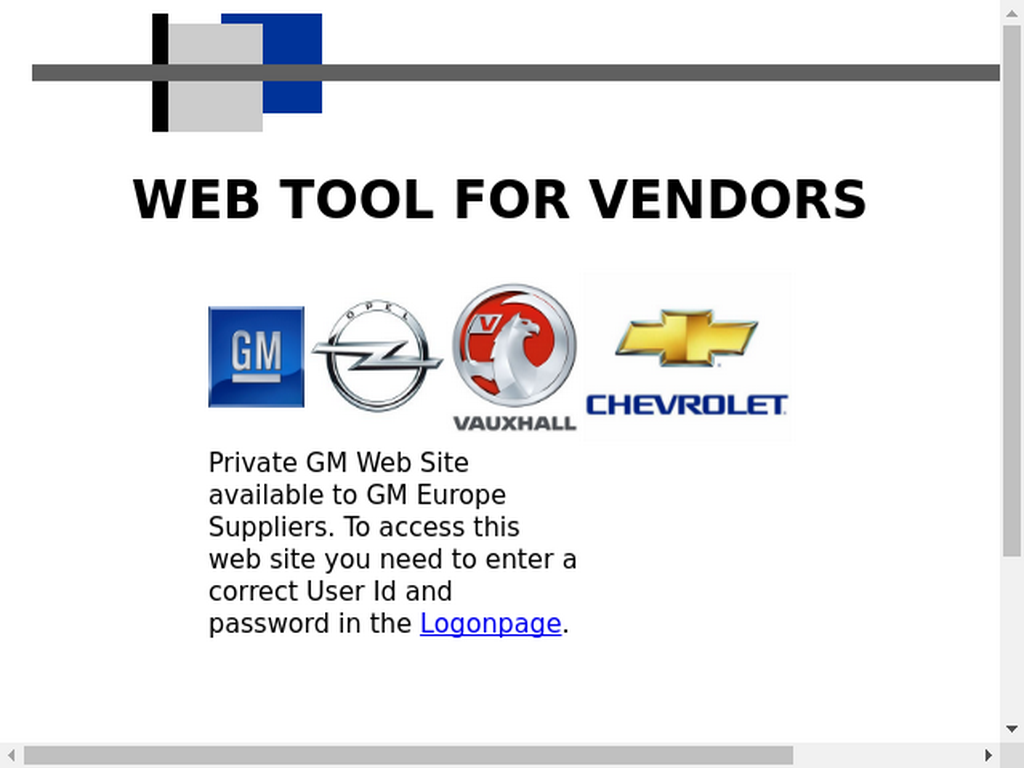 WEB TOOL FOR VENDORS
GM
OPEL
V
VAUXHALL
CHEVROLET
Private GM Web Site
available to GM Europe
Suppliers. To access this
web site you need to enter a
correct User Id and
password in the Logonpage.